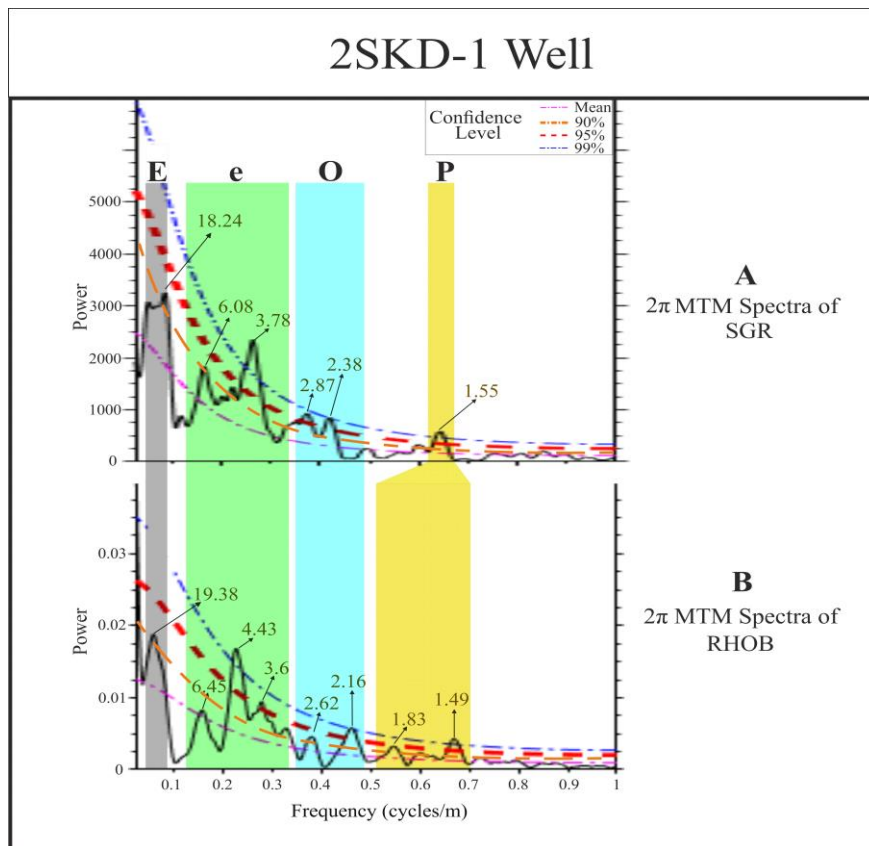 2SKD-1 Well
Confidence Level
Mean
90%
95%
99%
E e O P
5000
4000
3000
2000
1000
0
Power
18.24
6.08
3.78
2.87
2.38
1.55
A
2π MTM Spectra of
SGR
0.03
0.02
0.01
0
Power
19.38
6.45
4.43
3.6
2.62
2.16
1.83
1.49
B
2π MTM Spectra of
RHOB
0.1 0.2 0.3 0.4 0.5 0.6 0.7 0.8 0.9 1
Frequency (cycles/m)